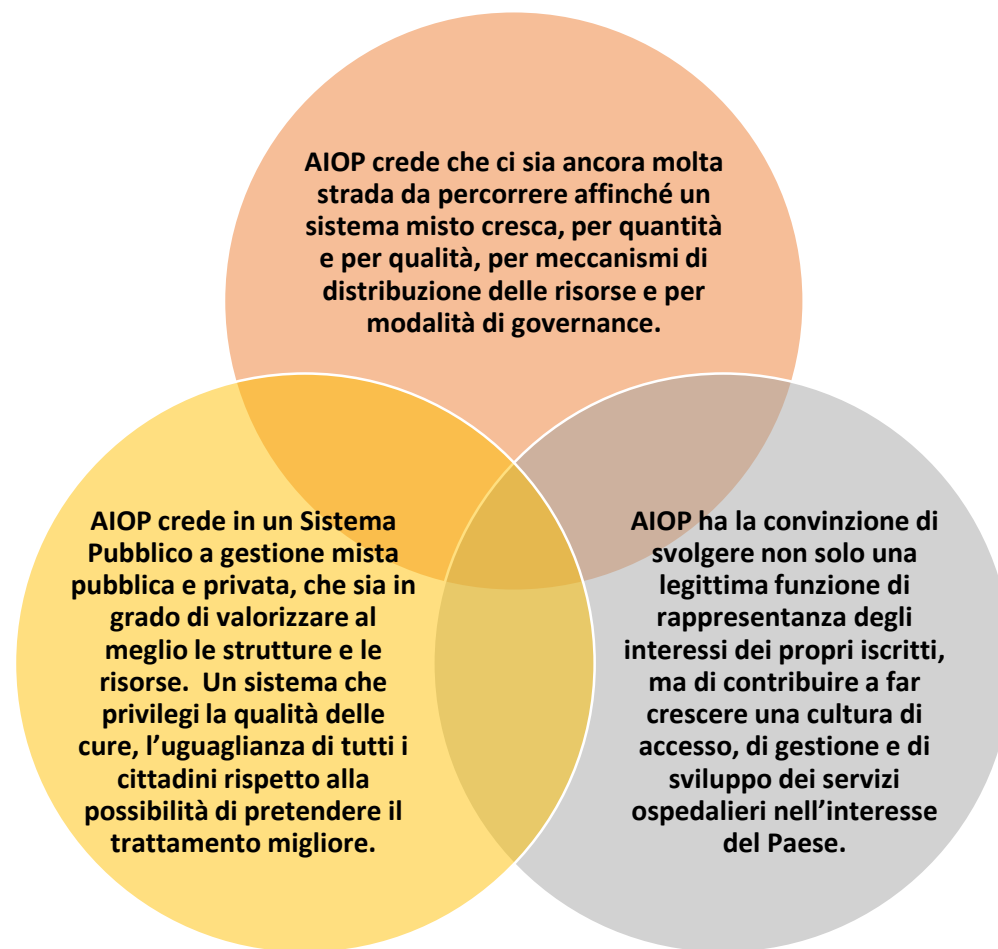 AIOP crede che ci sia ancora molta
strada da percorrere affinché un
sistema misto cresca, per quantità
e per qualità, per meccanismi di
distribuzione delle risorse e per
modalità di governance.
AIOP crede in un Sistema
Pubblico a gestione mista
pubblica e privata, che sia in
grado di valorizzare al
meglio le strutture e le
risorse. Un sistema che
privilegi la qualità delle
cure, l’uguaglianza di tutti i
cittadini rispetto alla
possibilità di pretendere il
trattamento migliore.
AIOP ha la convinzione di
svolgere non solo una
legittima funzione di
rappresentanza degli
interessi dei propri iscritti,
ma di contribuire a far
crescere una cultura di
accesso, di gestione e di
sviluppo dei servizi
ospedalieri nell’interesse
del Paese.